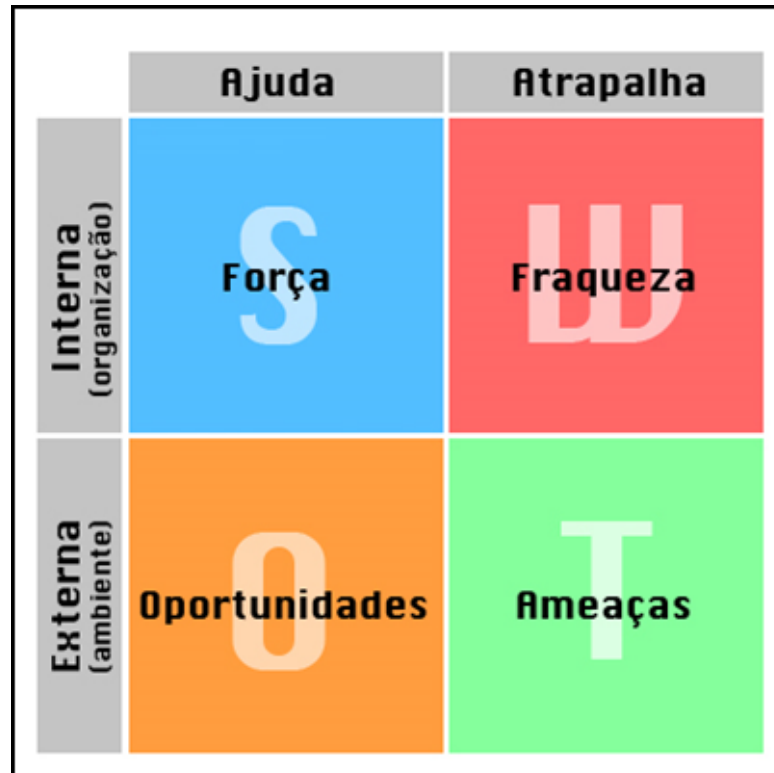 Ajuda
Atrapalha
Interna
(organização)
S
Força
W
Fraqueza
Externa
(ambiente)
O
Oportunidades
T
Ameaças